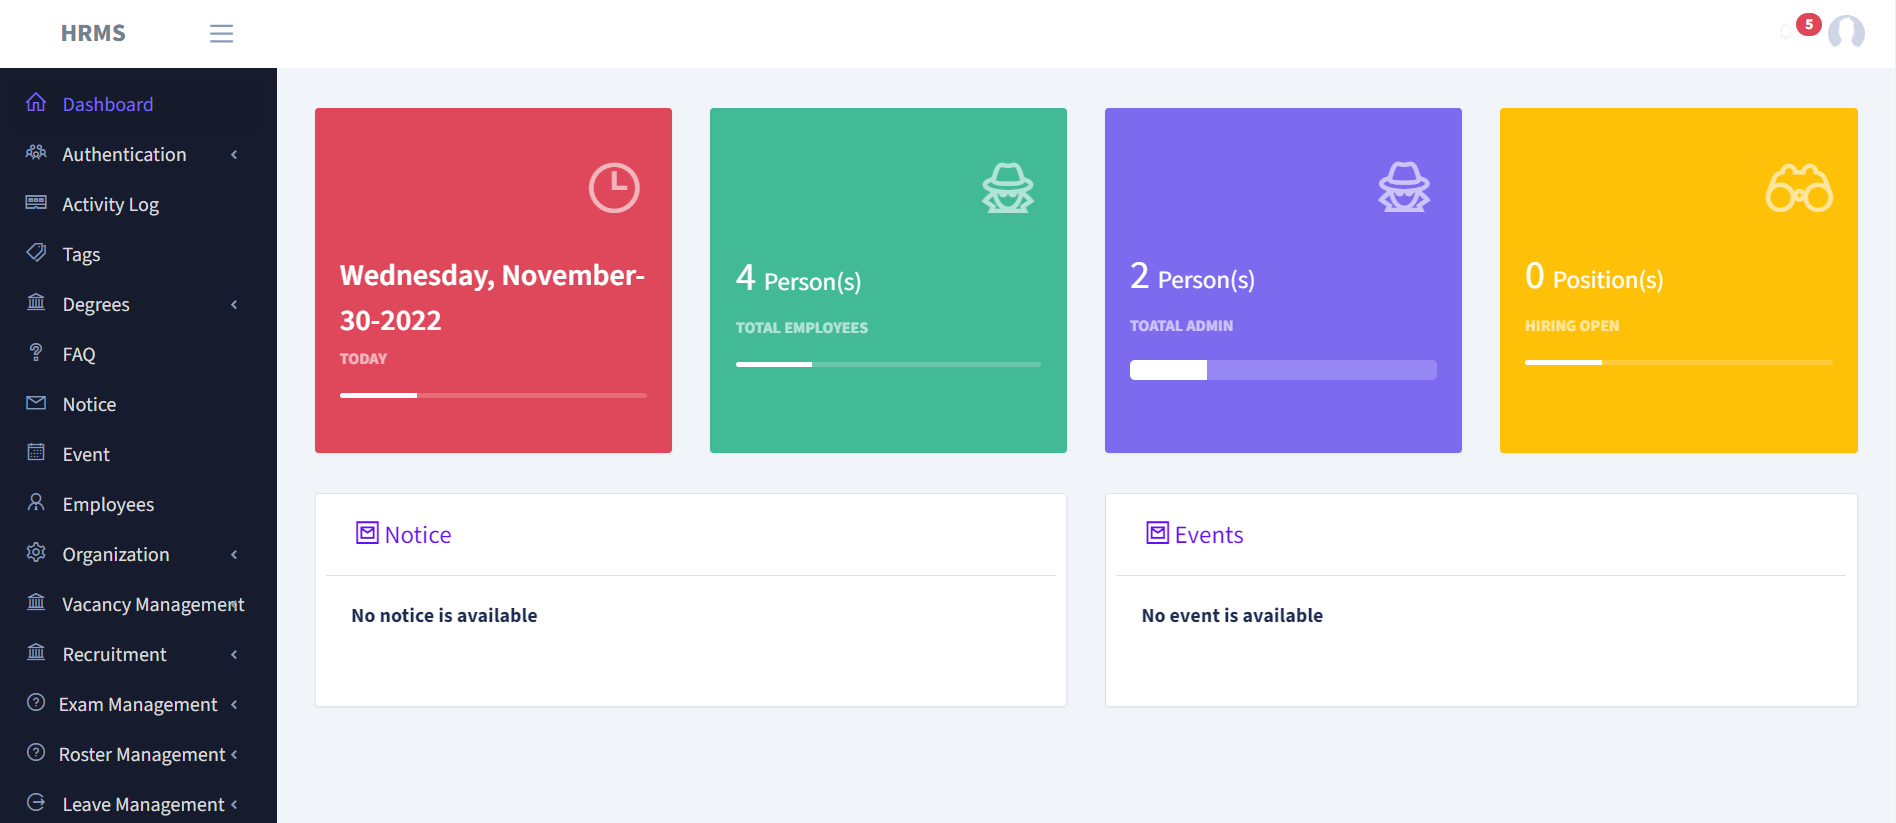 HRMS
5
Dashboard
Authentication
Activity Log
Tags
Degrees
FAQ
Notice
Event
Employees
Organization
Vacancy Management
Recruitment
Exam Management
Roster Management
Leave Management
Wednesday, November-
30-2022
TODAY
4 Person(s)
TOTAL EMPLOYEES
2 Person(s)
TOATAL ADMIN
0 Position(s)
HIRING OPEN
Notice
No notice is available
Events
No event is available